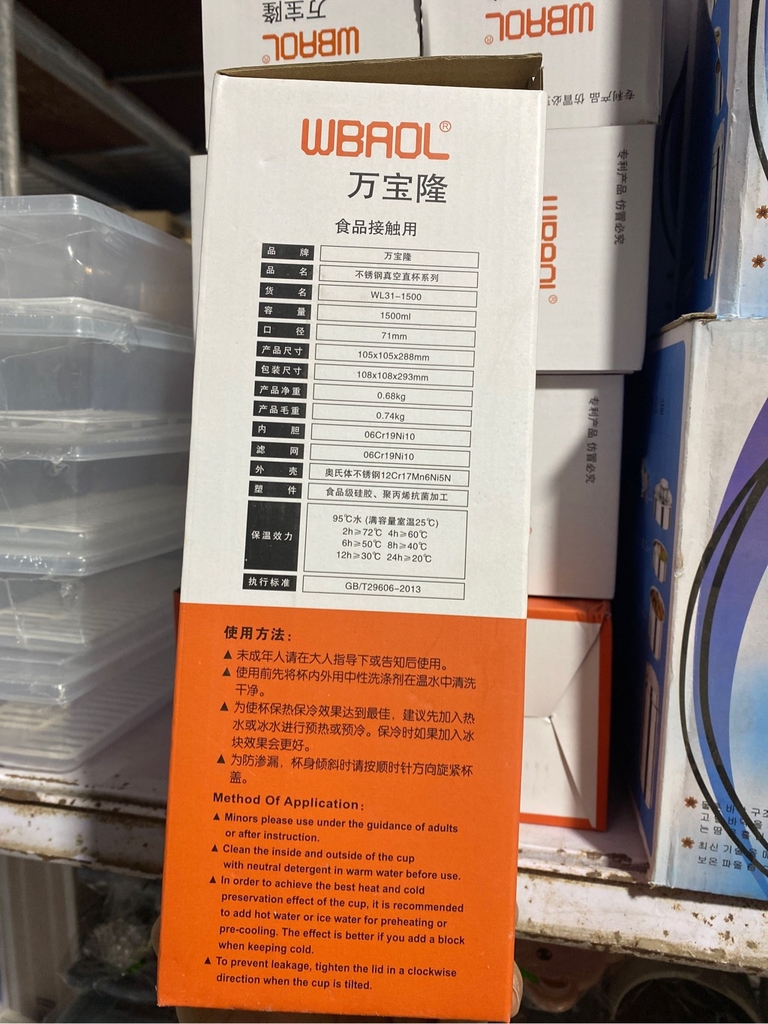 万宝隆
WBAOL®
WBAOL®
专利产品 仿冒必究
WBAOL®
万宝隆
食品接触用
品 牌 万宝隆
品 名 不锈钢真空直杯系列
货 名 WL31-1500
容 量 1500ml
口 径 71mm
产品尺寸 105x105x288mm
包装尺寸 108x108x293mm
产品净重 0.68kg
产品毛重 0.74kg
内 胆 06Cr19Ni10
滤 网 06Cr19Ni10
外 壳 奥氏体不锈钢12Cr17Mn6Ni5N
塑 件 食品级硅胶、聚丙烯抗菌加工
保温效力 95℃水 (满容量室温25℃)
2h≥72℃ 4h≥60℃
6h≥50℃ 8h≥40℃
12h≥30℃ 24h≥20℃
执行标准 GB/T29606-2013
使用方法：
▲ 未成年人请在大人指导下或告知后使用。
▲ 使用前先将杯内外用中性洗涤剂在温水中清洗
干净。
▲ 为使杯保热保冷效果达到最佳，建议先加入热
水或冰水进行预热或预冷。保冷时如果加入冰
块效果会更好。
▲ 为防渗漏，杯身倾斜时请按顺时针方向旋紧杯
盖。
Method Of Application：
▲ Minors please use under the guidance of adults
or after instruction.
▲ Clean the inside and outside of the cup
with neutral detergent in warm water before use.
▲ In order to achieve the best heat and cold
preservation effect of the cup, it is recommended
to add hot water or ice water for preheating or
pre-cooling. The effect is better if you add a block
when keeping cold.
▲ To prevent leakage, tighten the lid in a clockwise
direction when the cup is tilted.
专利产品 仿冒必究
WBAOL®
专利产品 仿冒必究
최신
보온